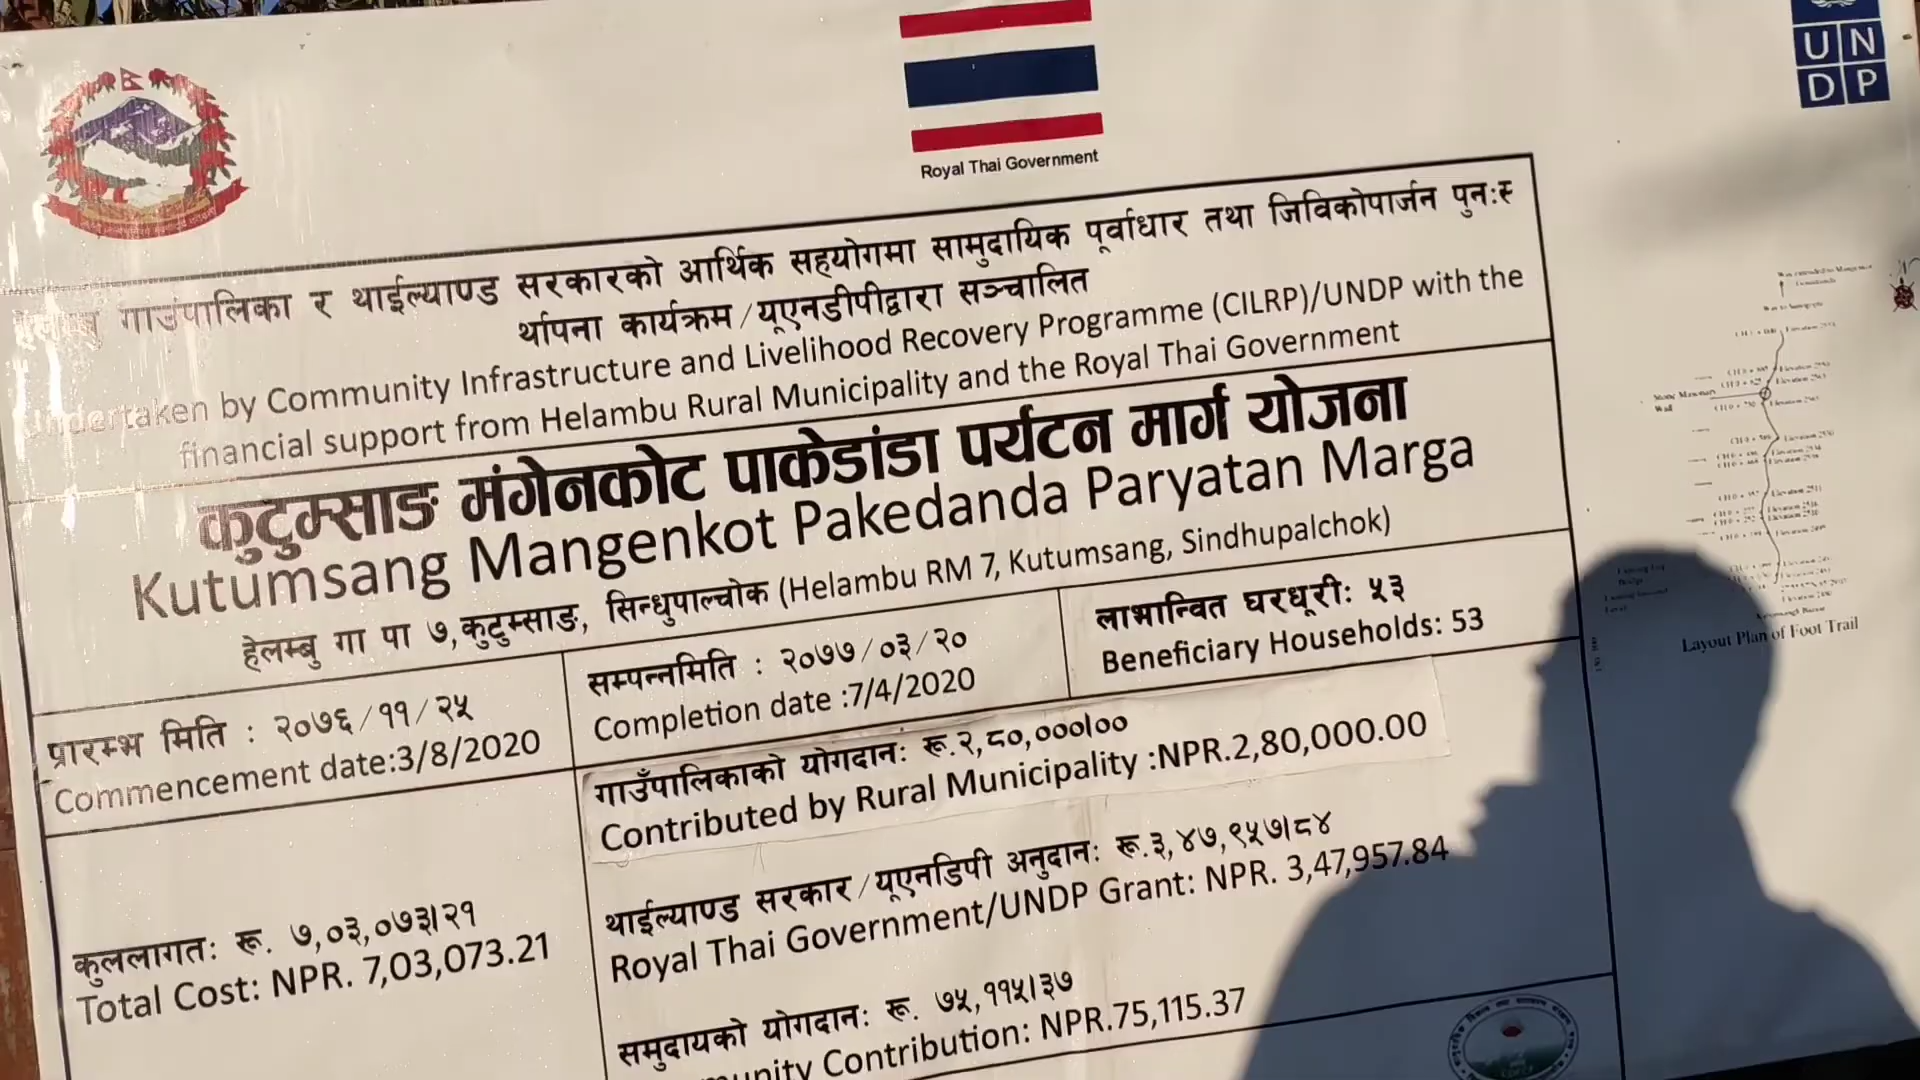 U N
D P
Royal Thai Government
गाउंपालिका र थाईल्याण्ड सरकारको आर्थिक सहयोगमा सामुदायिक पूर्वाधार तथा जिविकोपार्जन पुनःस्
र्थापना कार्यक्रम/यूएनडीपीद्वारा सञ्चालित
Undertaken by Community Infrastructure and Livelihood Recovery Programme (CILRP)/UNDP with the
financial support from Helambu Rural Municipality and the Royal Thai Government
कुटुम्साङ मंगेनकोट पाकेडांडा पर्यटन मार्ग योजना
Kutumsang Mangenkot Pakedanda Paryatan Marga
हेलम्बु गा पा ७,कुटुम्साङ, सिन्धुपाल्चोक (Helambu RM 7, Kutumsang, Sindhupalchok)
प्रारम्भ मिति : २०७६/११/२५
Commencement date:3/8/2020
सम्पन्नमिति : २०७७/०३/२०
Completion date :7/4/2020
लाभान्वित घरधूरी: ५३
Beneficiary Households: 53
कुललागत: रू. ७,०३,०७३।२१
Total Cost: NPR. 7,03,073.21
गाउँपालिकाको योगदान: रू.२,८०,०००।००
Contributed by Rural Municipality :NPR.2,80,000.00
थाईल्याण्ड सरकार/यूएनडिपी अनुदान: रू.३,४७,९५७।८४
Royal Thai Government/UNDP Grant: NPR. 3,47,957.84
समुदायको योगदान: रू. ७५,११५।३७
Contribution: NPR.75,115.37
Layout Plan of Foot Trail